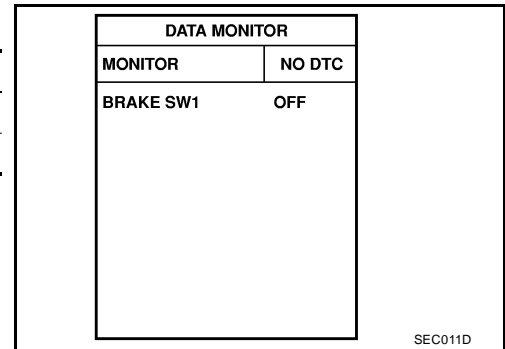 DATA MONITOR
MONITOR NO DTC
BRAKE SW1 OFF
SEC011D